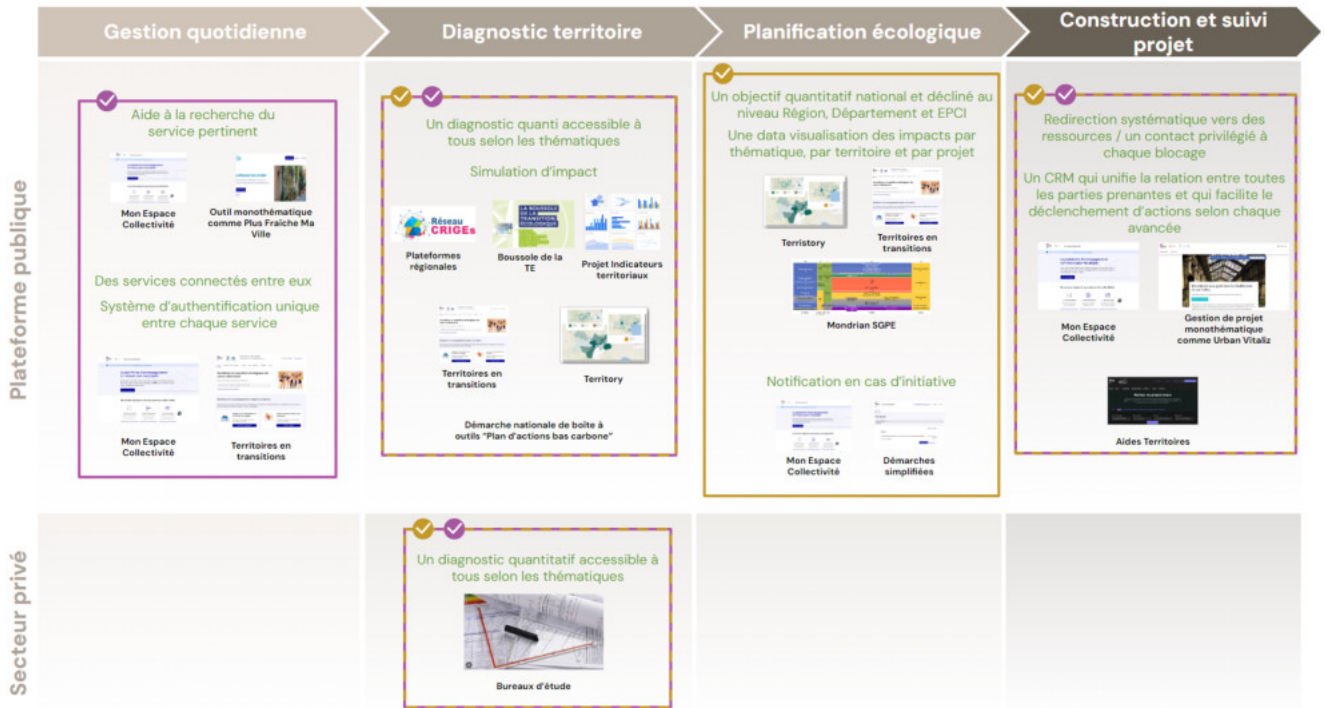 Gestion quotidienne
Diagnostic territoire
Planification écologique
Construction et suivi
projet
Plateforme publique
Aide à la recherche du
service pertinent
Mon Espace
Collectivité
Outil monothématique
comme Plus Fraîche Ma
Ville
Des services connectés entre eux
Système d'authentification unique
entre chaque service
Mon Espace
Collectivité
Territoires en
transitions
Un diagnostic quanti accessible à
tous selon les thématiques
Simulation d'impact
Réseau
CRIGEs
Plateformes
régionales
LA BOUSSOLE
DE LA
TRANSITION
ÉCOLOGIQUE
Boussole de la
TE
Projet Indicateurs
territoriaux
Territoires en
transitions
Territory
Démarche nationale de boîte à
outils "Plan d'actions bas carbone"
Un objectif quantitatif national et décliné au
niveau Région, Département et EPCI
Une data visualisation des impacts par
thématique, par territoire et par projet
Territory
Territoires en
transitions
Mondrian SGPE
Notification en cas d'initiative
Mon Espace
Collectivité
Démarches
simplifiées
Redirection systématique vers des
ressources / un contact privilégié à
chaque blocage
Un CRM qui unifie la relation entre toutes
les parties prenantes et qui facilite le
déclenchement d'actions selon chaque
avancée
Mon Espace
Collectivité
Gestion de projet
monothématique
comme Urban Vitaliz
Aides Territoires
Secteur privé
Un diagnostic quantitatif accessible à
tous selon les thématiques
Bureaux d'étude